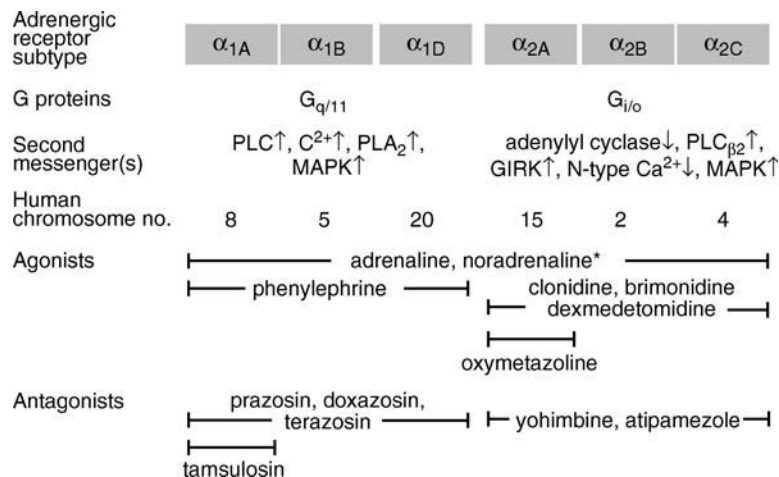 Adrenergic receptor subtype α1A α1B α1D α2A α2B α2C
G proteins Gq/11 Gi/o
Second messenger(s) PLC↑, C2+↑, PLA2↑, MAPK↑ adenylyl cyclase↓, PLCβ2↑, GIRK↑, N-type Ca2+↓, MAPK↑
Human chromosome no. 8 5 20 15 2 4
Agonists adrenaline, noradrenaline*
phenylephrine clonidine, brimonidine dexmedetomidine
oxymetazoline
Antagonists prazosin, doxazosin, terazosin yohimbine, atipamezole
tamsulosin